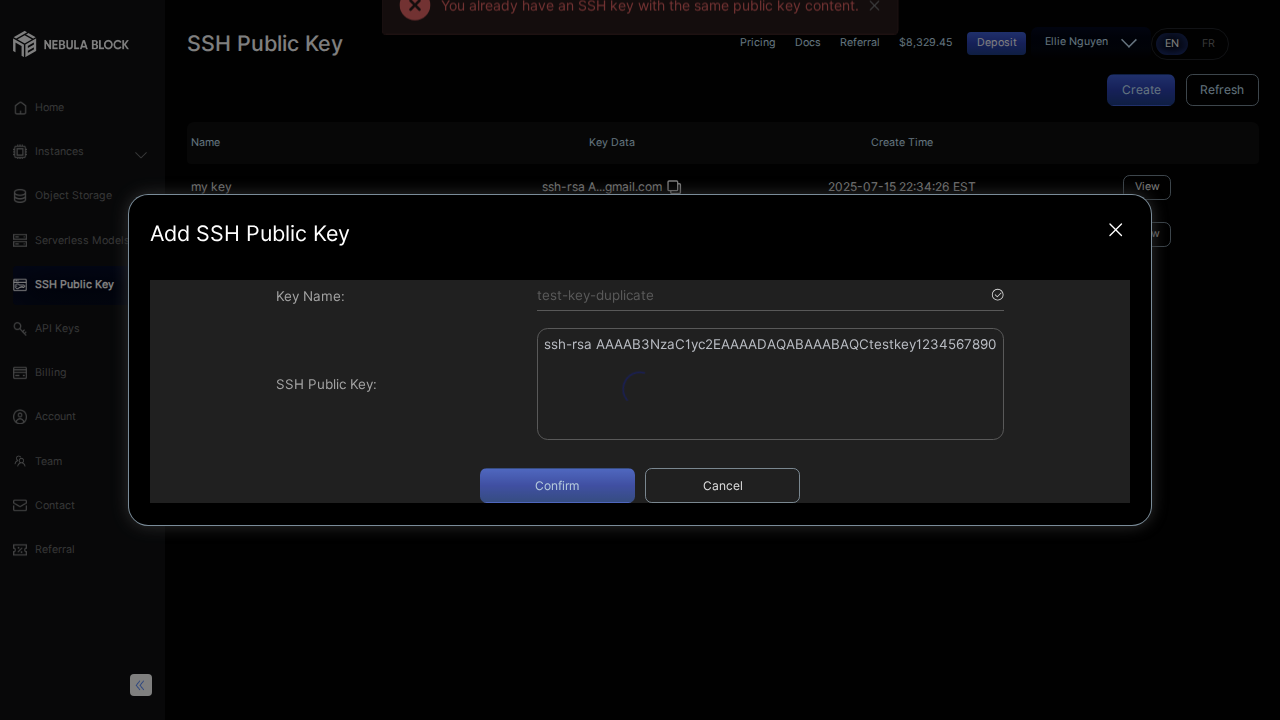 You already have an SSH key with the same public key content.
NEBULA BLOCK
SSH Public Key
Pricing
Docs
Referral
$8,329.45
Deposit
Ellie Nguyen
EN
FR
Create
Refresh
Home
Instances
Object Storage
Serverless Models
SSH Public Key
API Keys
Billing
Account
Team
Contact
Referral
Name
Key Data
Create Time
my key
ssh-rsa A...gmail.com
2025-07-15 22:34:26 EST
View
Add SSH Public Key
Key Name:
test-key-duplicate
SSH Public Key:
ssh-rsa AAAAB3NzaC1yc2EAAAADAQABAAABAQCtestkey1234567890
Confirm
Cancel